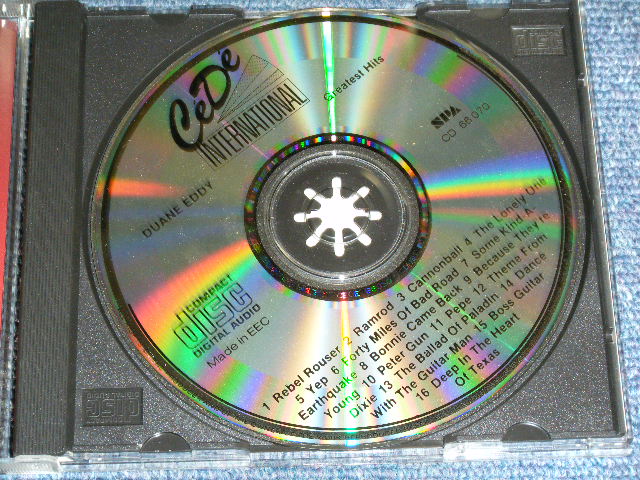 CéDé
INTERNATIONAL
Greatest Hits
SPA
CD 68.070
DUANE EDDY
COMPACT
disc
DIGITAL AUDIO
Made in EEC
1 Rebel Rouser 2 Ramrod 3 Cannonball 4 The Lonely One
5 Yep 6 Forty Miles Of Bad Road 7 Some Kind A
Earthquake 8 Bonnie Came Back 9 Because They're
Young 10 Peter Gun 11 Pepe 12 Theme From
Dixie 13 The Ballad Of Paladin 14 Dance
With The Guitar Man 15 Boss Guitar
16 Deep In The Heart
Of Texas
disc
disc